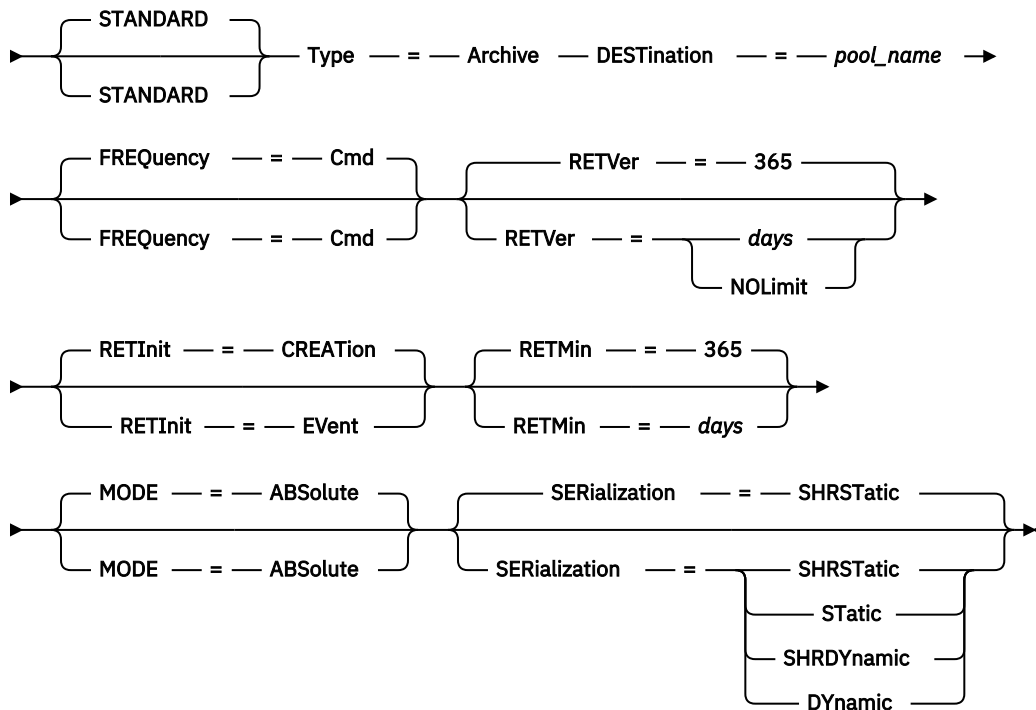 STANDARD
STANDARD
Type = Archive DESTination = pool_name
FREQuency = Cmd
FREQuency = Cmd
RETVer = 365
RETVer = days
NOLimit
RETInit = CREATion
RETInit = EVent
RETMin = 365
RETMin = days
MODE = ABSolute
MODE = ABSolute
SERialization = SHRSTatic
SERialization = SHRSTatic
STatic
SHRDYnamic
DYnamic